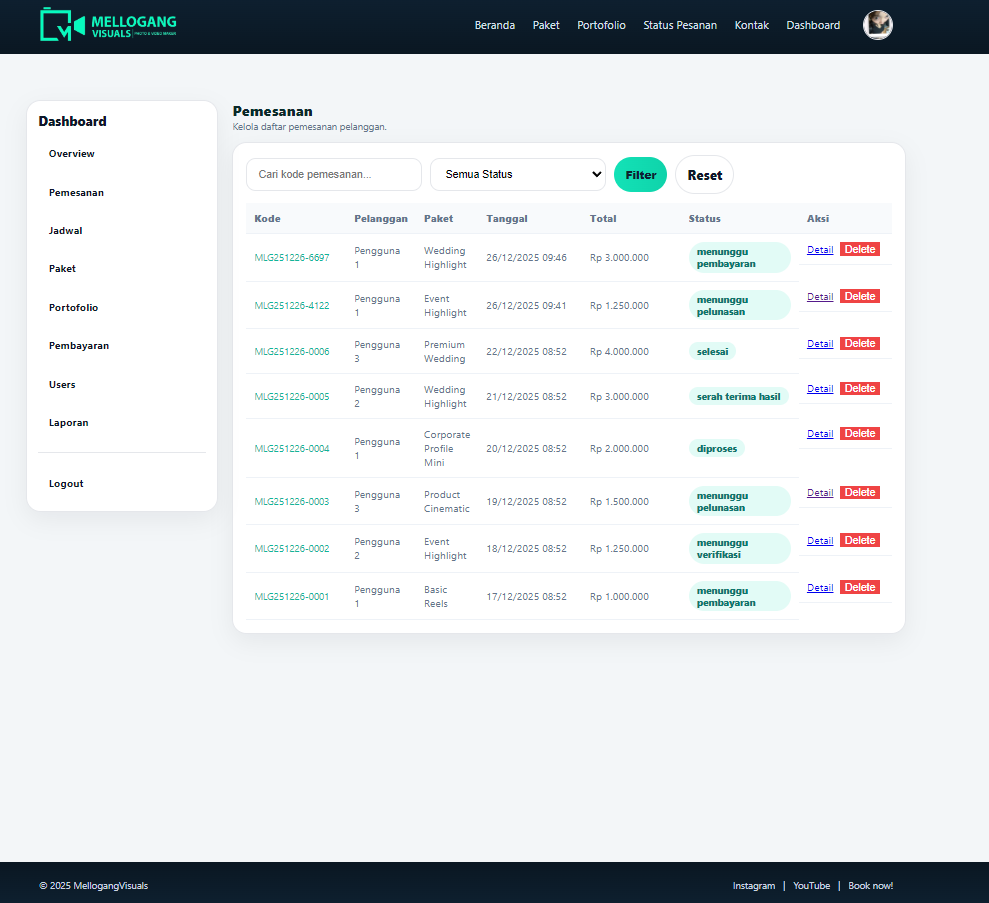 MELLOGANG
VISUALS PHOTO & VIDEO MAKER
Beranda Paket Portofolio Status Pesanan Kontak Dashboard
Dashboard
Overview
Pemesanan
Jadwal
Paket
Portofolio
Pembayaran
Users
Laporan
Logout
Pemesanan
Kelola daftar pemesanan pelanggan.
Cari kode pemesanan... Semua Status Filter Reset
Kode Pelanggan Paket Tanggal Total Status Aksi
MLG251226-6697 Pengguna 1 Wedding Highlight 26/12/2025 09:46 Rp 3.000.000 menunggu pembayaran Detail Delete
MLG251226-4122 Pengguna 1 Event Highlight 26/12/2025 09:41 Rp 1.250.000 menunggu pelunasan Detail Delete
MLG251226-0006 Pengguna 3 Premium Wedding 22/12/2025 08:52 Rp 4.000.000 selesai Detail Delete
MLG251226-0005 Pengguna 2 Wedding Highlight 21/12/2025 08:52 Rp 3.000.000 serah terima hasil Detail Delete
MLG251226-0004 Pengguna 1 Corporate Profile Mini 20/12/2025 08:52 Rp 2.000.000 diproses Detail Delete
MLG251226-0003 Pengguna 3 Product Cinematic 19/12/2025 08:52 Rp 1.500.000 menunggu pelunasan Detail Delete
MLG251226-0002 Pengguna 2 Event Highlight 18/12/2025 08:52 Rp 1.250.000 menunggu verifikasi Detail Delete
MLG251226-0001 Pengguna 1 Basic Reels 17/12/2025 08:52 Rp 1.000.000 menunggu pembayaran Detail Delete
© 2025 MellogangVisuals
Instagram | YouTube | Book now!